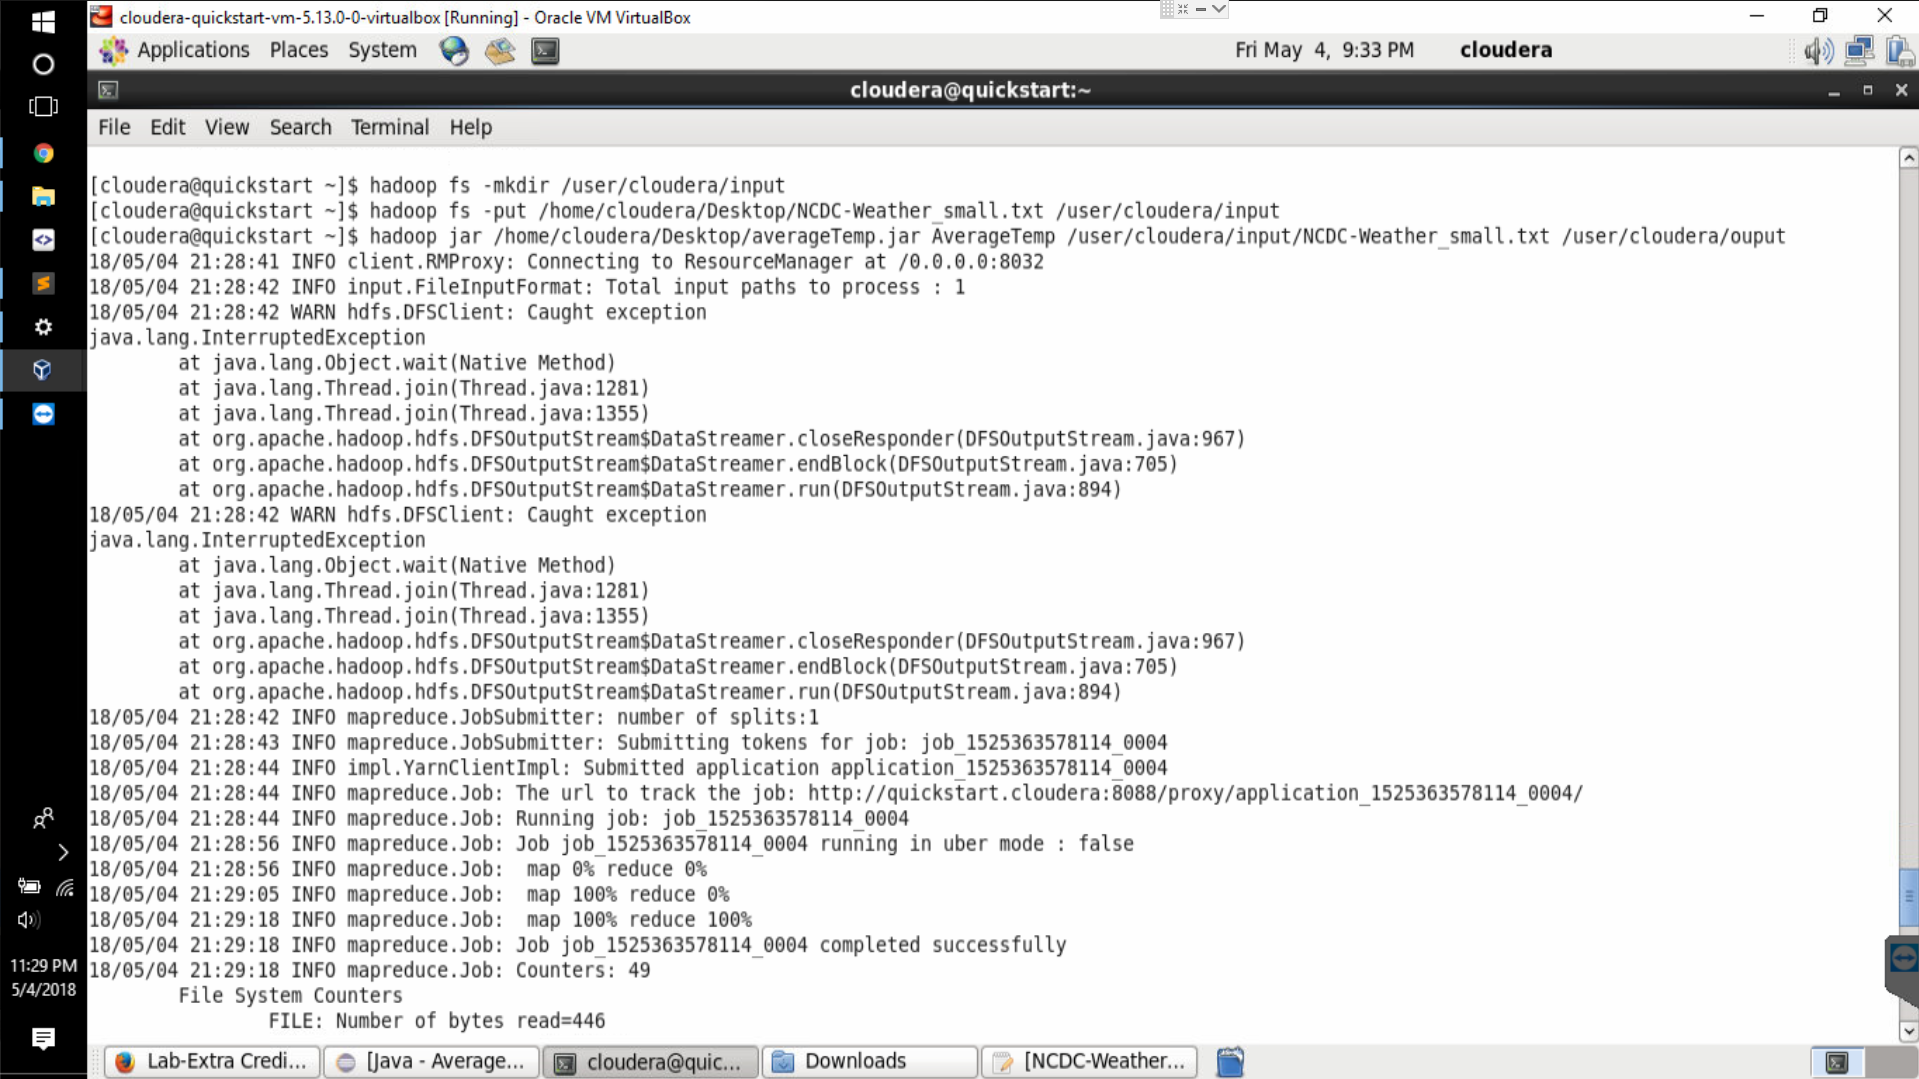 cloudera-quickstart-vm-5.13.0-0-virtualbox [Running] - Oracle VM VirtualBox
Applications Places System
Fri May 4, 9:33 PM cloudera
cloudera@quickstart:~
File Edit View Search Terminal Help
[cloudera@quickstart ~]$ hadoop fs -mkdir /user/cloudera/input
[cloudera@quickstart ~]$ hadoop fs -put /home/cloudera/Desktop/NCDC-Weather_small.txt /user/cloudera/input
[cloudera@quickstart ~]$ hadoop jar /home/cloudera/Desktop/averageTemp.jar AverageTemp /user/cloudera/input/NCDC-Weather_small.txt /user/cloudera/ouput
18/05/04 21:28:41 INFO client.RMProxy: Connecting to ResourceManager at /0.0.0.0:8032
18/05/04 21:28:42 INFO input.FileInputFormat: Total input paths to process : 1
18/05/04 21:28:42 WARN hdfs.DFSClient: Caught exception
java.lang.InterruptedException
at java.lang.Object.wait(Native Method)
at java.lang.Thread.join(Thread.java:1281)
at java.lang.Thread.join(Thread.java:1355)
at org.apache.hadoop.hdfs.DFSOutputStream$DataStreamer.closeResponder(DFSOutputStream.java:967)
at org.apache.hadoop.hdfs.DFSOutputStream$DataStreamer.endBlock(DFSOutputStream.java:705)
at org.apache.hadoop.hdfs.DFSOutputStream$DataStreamer.run(DFSOutputStream.java:894)
18/05/04 21:28:42 WARN hdfs.DFSClient: Caught exception
java.lang.InterruptedException
at java.lang.Object.wait(Native Method)
at java.lang.Thread.join(Thread.java:1281)
at java.lang.Thread.join(Thread.java:1355)
at org.apache.hadoop.hdfs.DFSOutputStream$DataStreamer.closeResponder(DFSOutputStream.java:967)
at org.apache.hadoop.hdfs.DFSOutputStream$DataStreamer.endBlock(DFSOutputStream.java:705)
at org.apache.hadoop.hdfs.DFSOutputStream$DataStreamer.run(DFSOutputStream.java:894)
18/05/04 21:28:42 INFO mapreduce.JobSubmitter: number of splits:1
18/05/04 21:28:43 INFO mapreduce.JobSubmitter: Submitting tokens for job: job_1525363578114_0004
18/05/04 21:28:44 INFO impl.YarnClientImpl: Submitted application application_1525363578114_0004
18/05/04 21:28:44 INFO mapreduce.Job: The url to track the job: http://quickstart.cloudera:8088/proxy/application_1525363578114_0004/
18/05/04 21:28:44 INFO mapreduce.Job: Running job: job_1525363578114_0004
18/05/04 21:28:56 INFO mapreduce.Job: Job job_1525363578114_0004 running in uber mode : false
18/05/04 21:28:56 INFO mapreduce.Job:  map 0% reduce 0%
18/05/04 21:29:05 INFO mapreduce.Job:  map 100% reduce 0%
18/05/04 21:29:18 INFO mapreduce.Job:  map 100% reduce 100%
18/05/04 21:29:18 INFO mapreduce.Job: Job job_1525363578114_0004 completed successfully
18/05/04 21:29:18 INFO mapreduce.Job: Counters: 49
File System Counters
FILE: Number of bytes read=446
11:29 PM
5/4/2018
Lab-Extra Credi... [Java - Average... cloudera@quic... Downloads [NCDC-Weather...